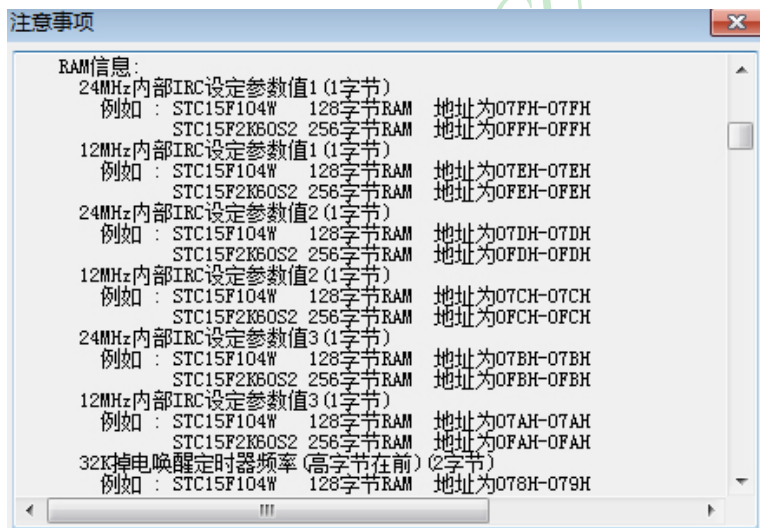 注意事项
RAM信息:
24MHz内部IRC设定参数值1(1字节)
例如 : STC15F104W 128字节RAM 地址为07FH-07FH
STC15F2K60S2 256字节RAM 地址为0FFH-0FFH
12MHz内部IRC设定参数值1(1字节)
例如 : STC15F104W 128字节RAM 地址为07EH-07EH
STC15F2K60S2 256字节RAM 地址为0FEH-0FEH
24MHz内部IRC设定参数值2(1字节)
例如 : STC15F104W 128字节RAM 地址为07DH-07DH
STC15F2K60S2 256字节RAM 地址为0FDH-0FDH
12MHz内部IRC设定参数值2(1字节)
例如 : STC15F104W 128字节RAM 地址为07CH-07CH
STC15F2K60S2 256字节RAM 地址为0FCH-0FCH
24MHz内部IRC设定参数值3(1字节)
例如 : STC15F104W 128字节RAM 地址为07BH-07BH
STC15F2K60S2 256字节RAM 地址为0FBH-0FBH
12MHz内部IRC设定参数值3(1字节)
例如 : STC15F104W 128字节RAM 地址为07AH-07AH
STC15F2K60S2 256字节RAM 地址为0FAH-0FAH
32K掉电唤醒定时器频率(高字节在前)(2字节)
例如 : STC15F104W 128字节RAM 地址为078H-079H